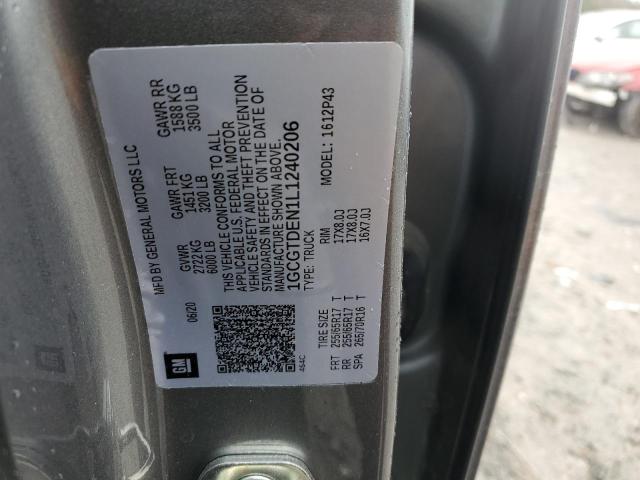 MFD BY GENERAL MOTORS LLC
06/20
GVWR
2722 KG
6000 LB
GAWR FRT
1451 KG
3200 LB
GAWR RR
1588 KG
3500 LB
THIS VEHICLE CONFORMS TO ALL
APPLICABLE U.S. FEDERAL MOTOR
VEHICLE SAFETY AND THEFT PREVENTION
STANDARDS IN EFFECT ON THE DATE OF
MANUFACTURE SHOWN ABOVE.
1GCGTDEN1L1240206
TYPE: TRUCK
MODEL: 1612P43
TIRE SIZE RIM
FRT 255/65R17 T 17X8.0J
RR 255/65R17 T 17X8.0J
SPA 265/70R16 T 16X7.0J
GM
454C